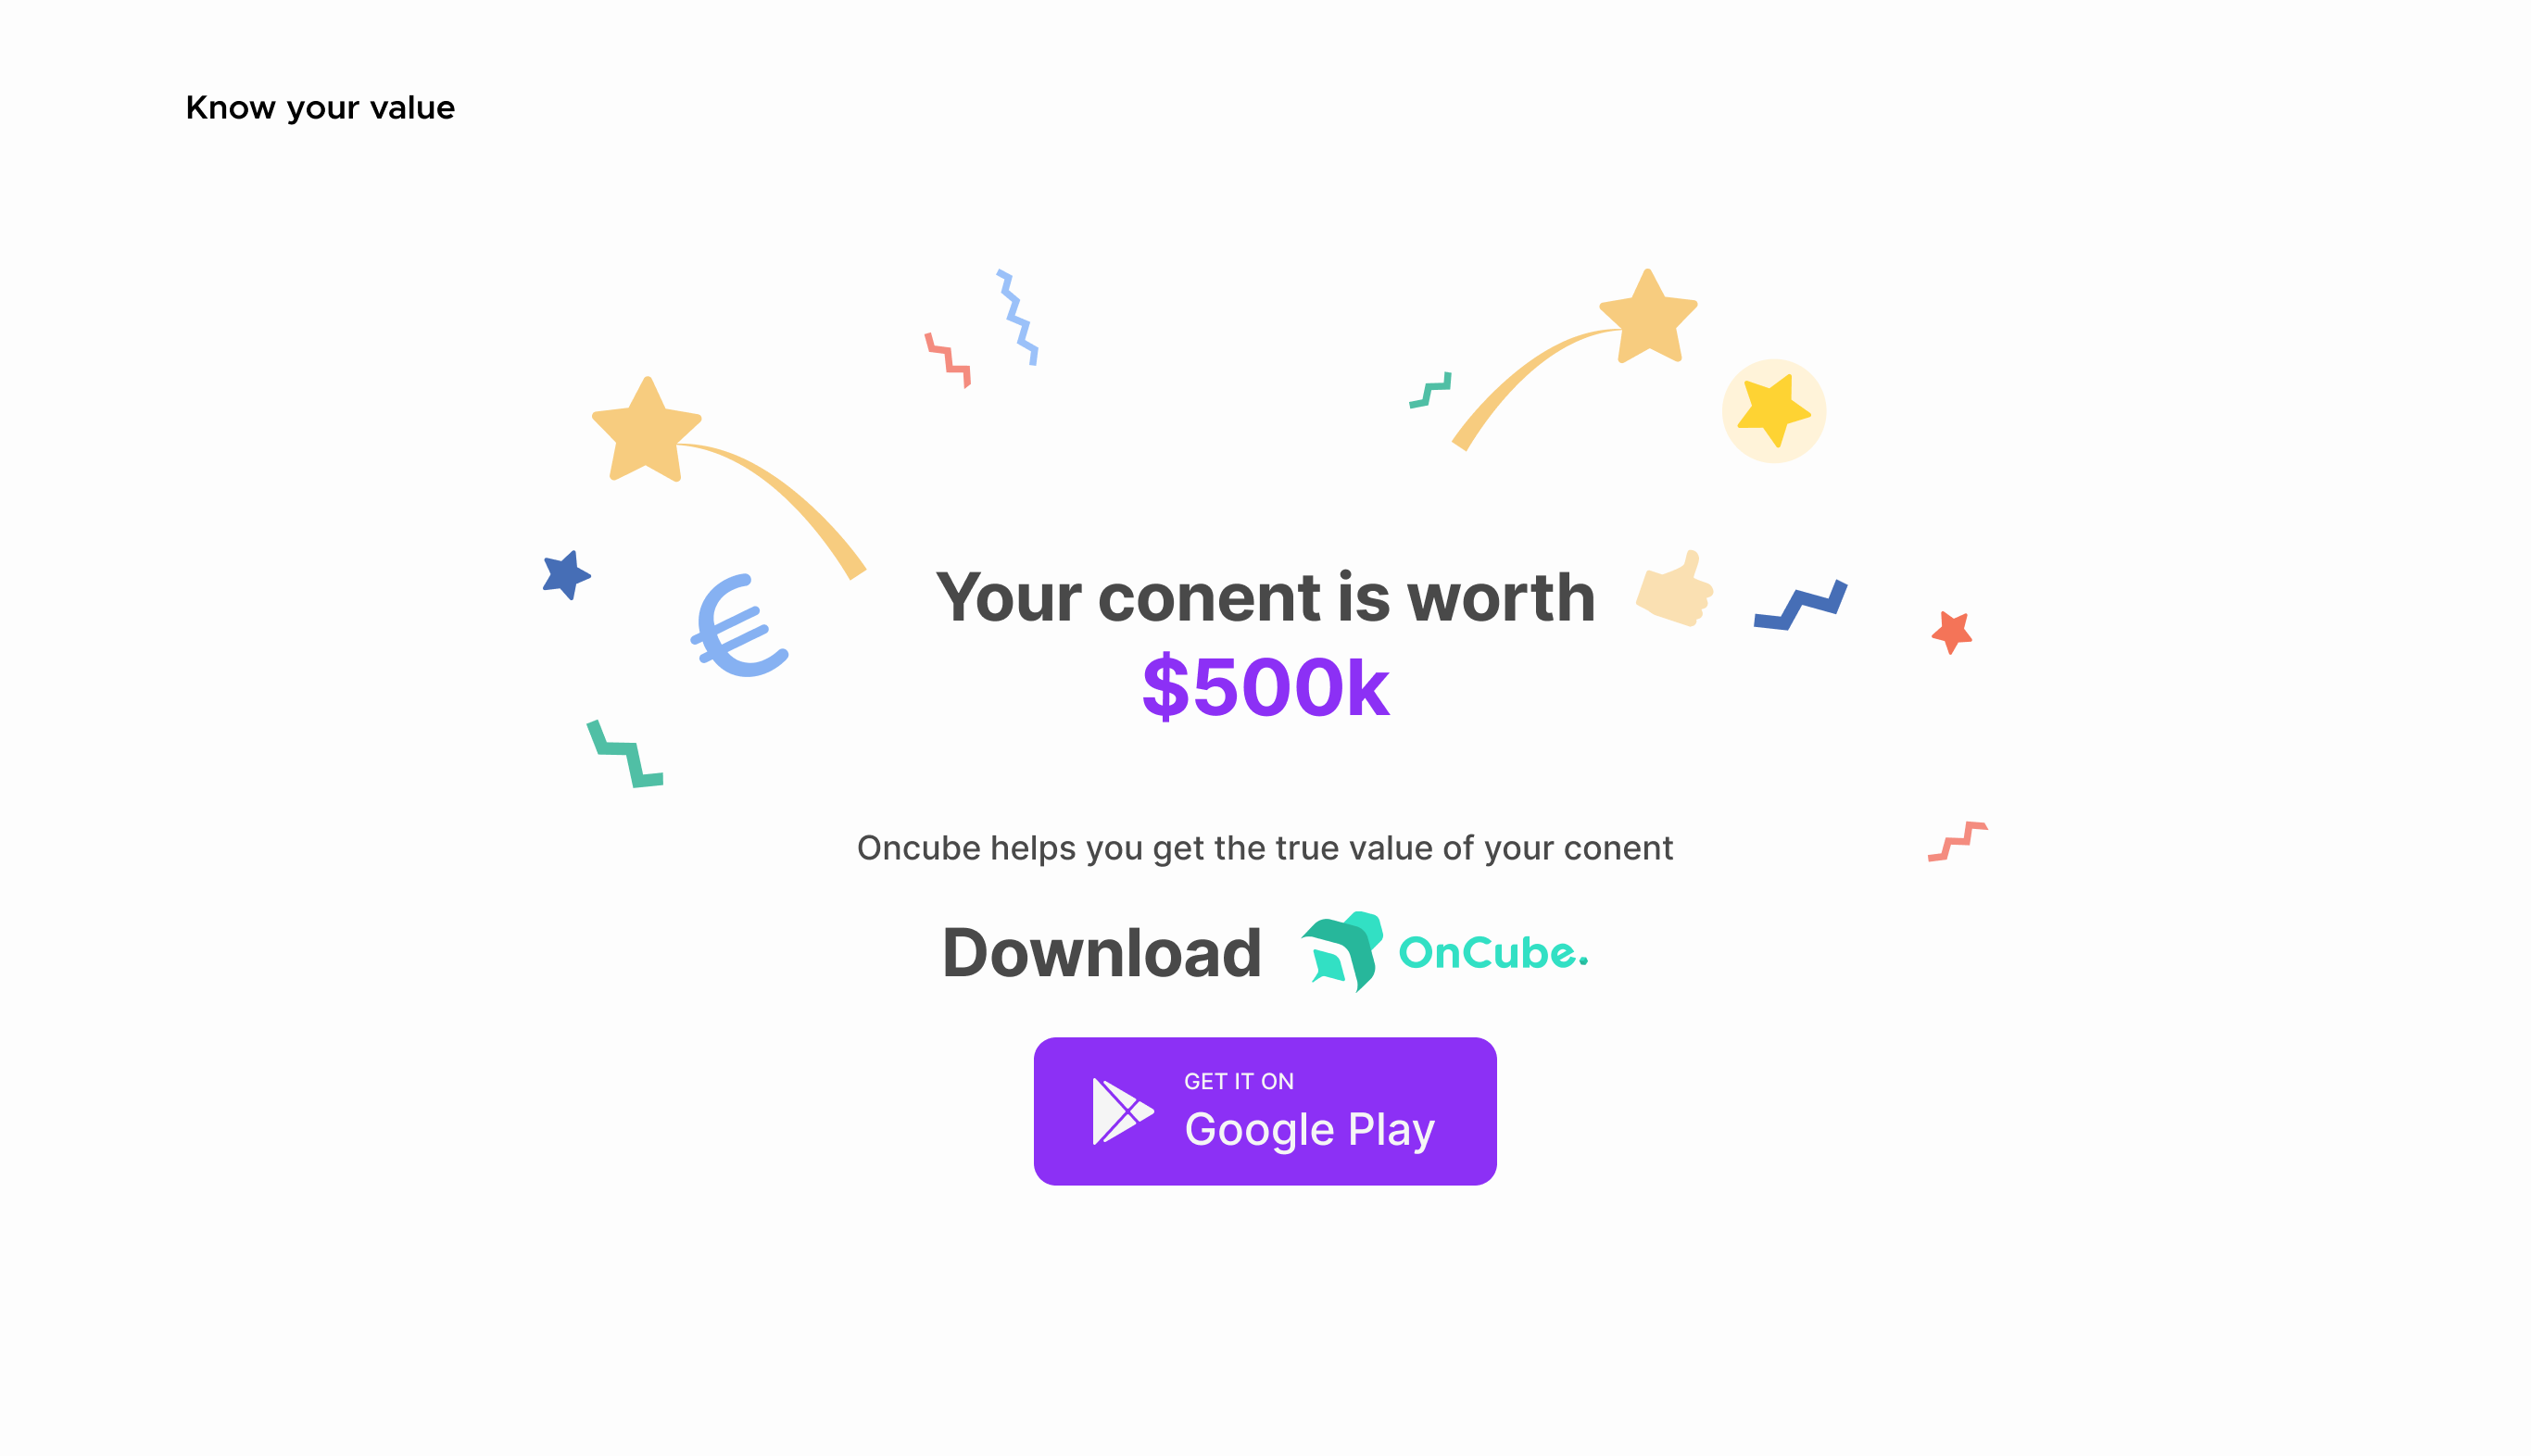 Know your value
Your conent is worth
$500k
Oncube helps you get the true value of your conent
Download OnCube.
GET IT ON
Google Play